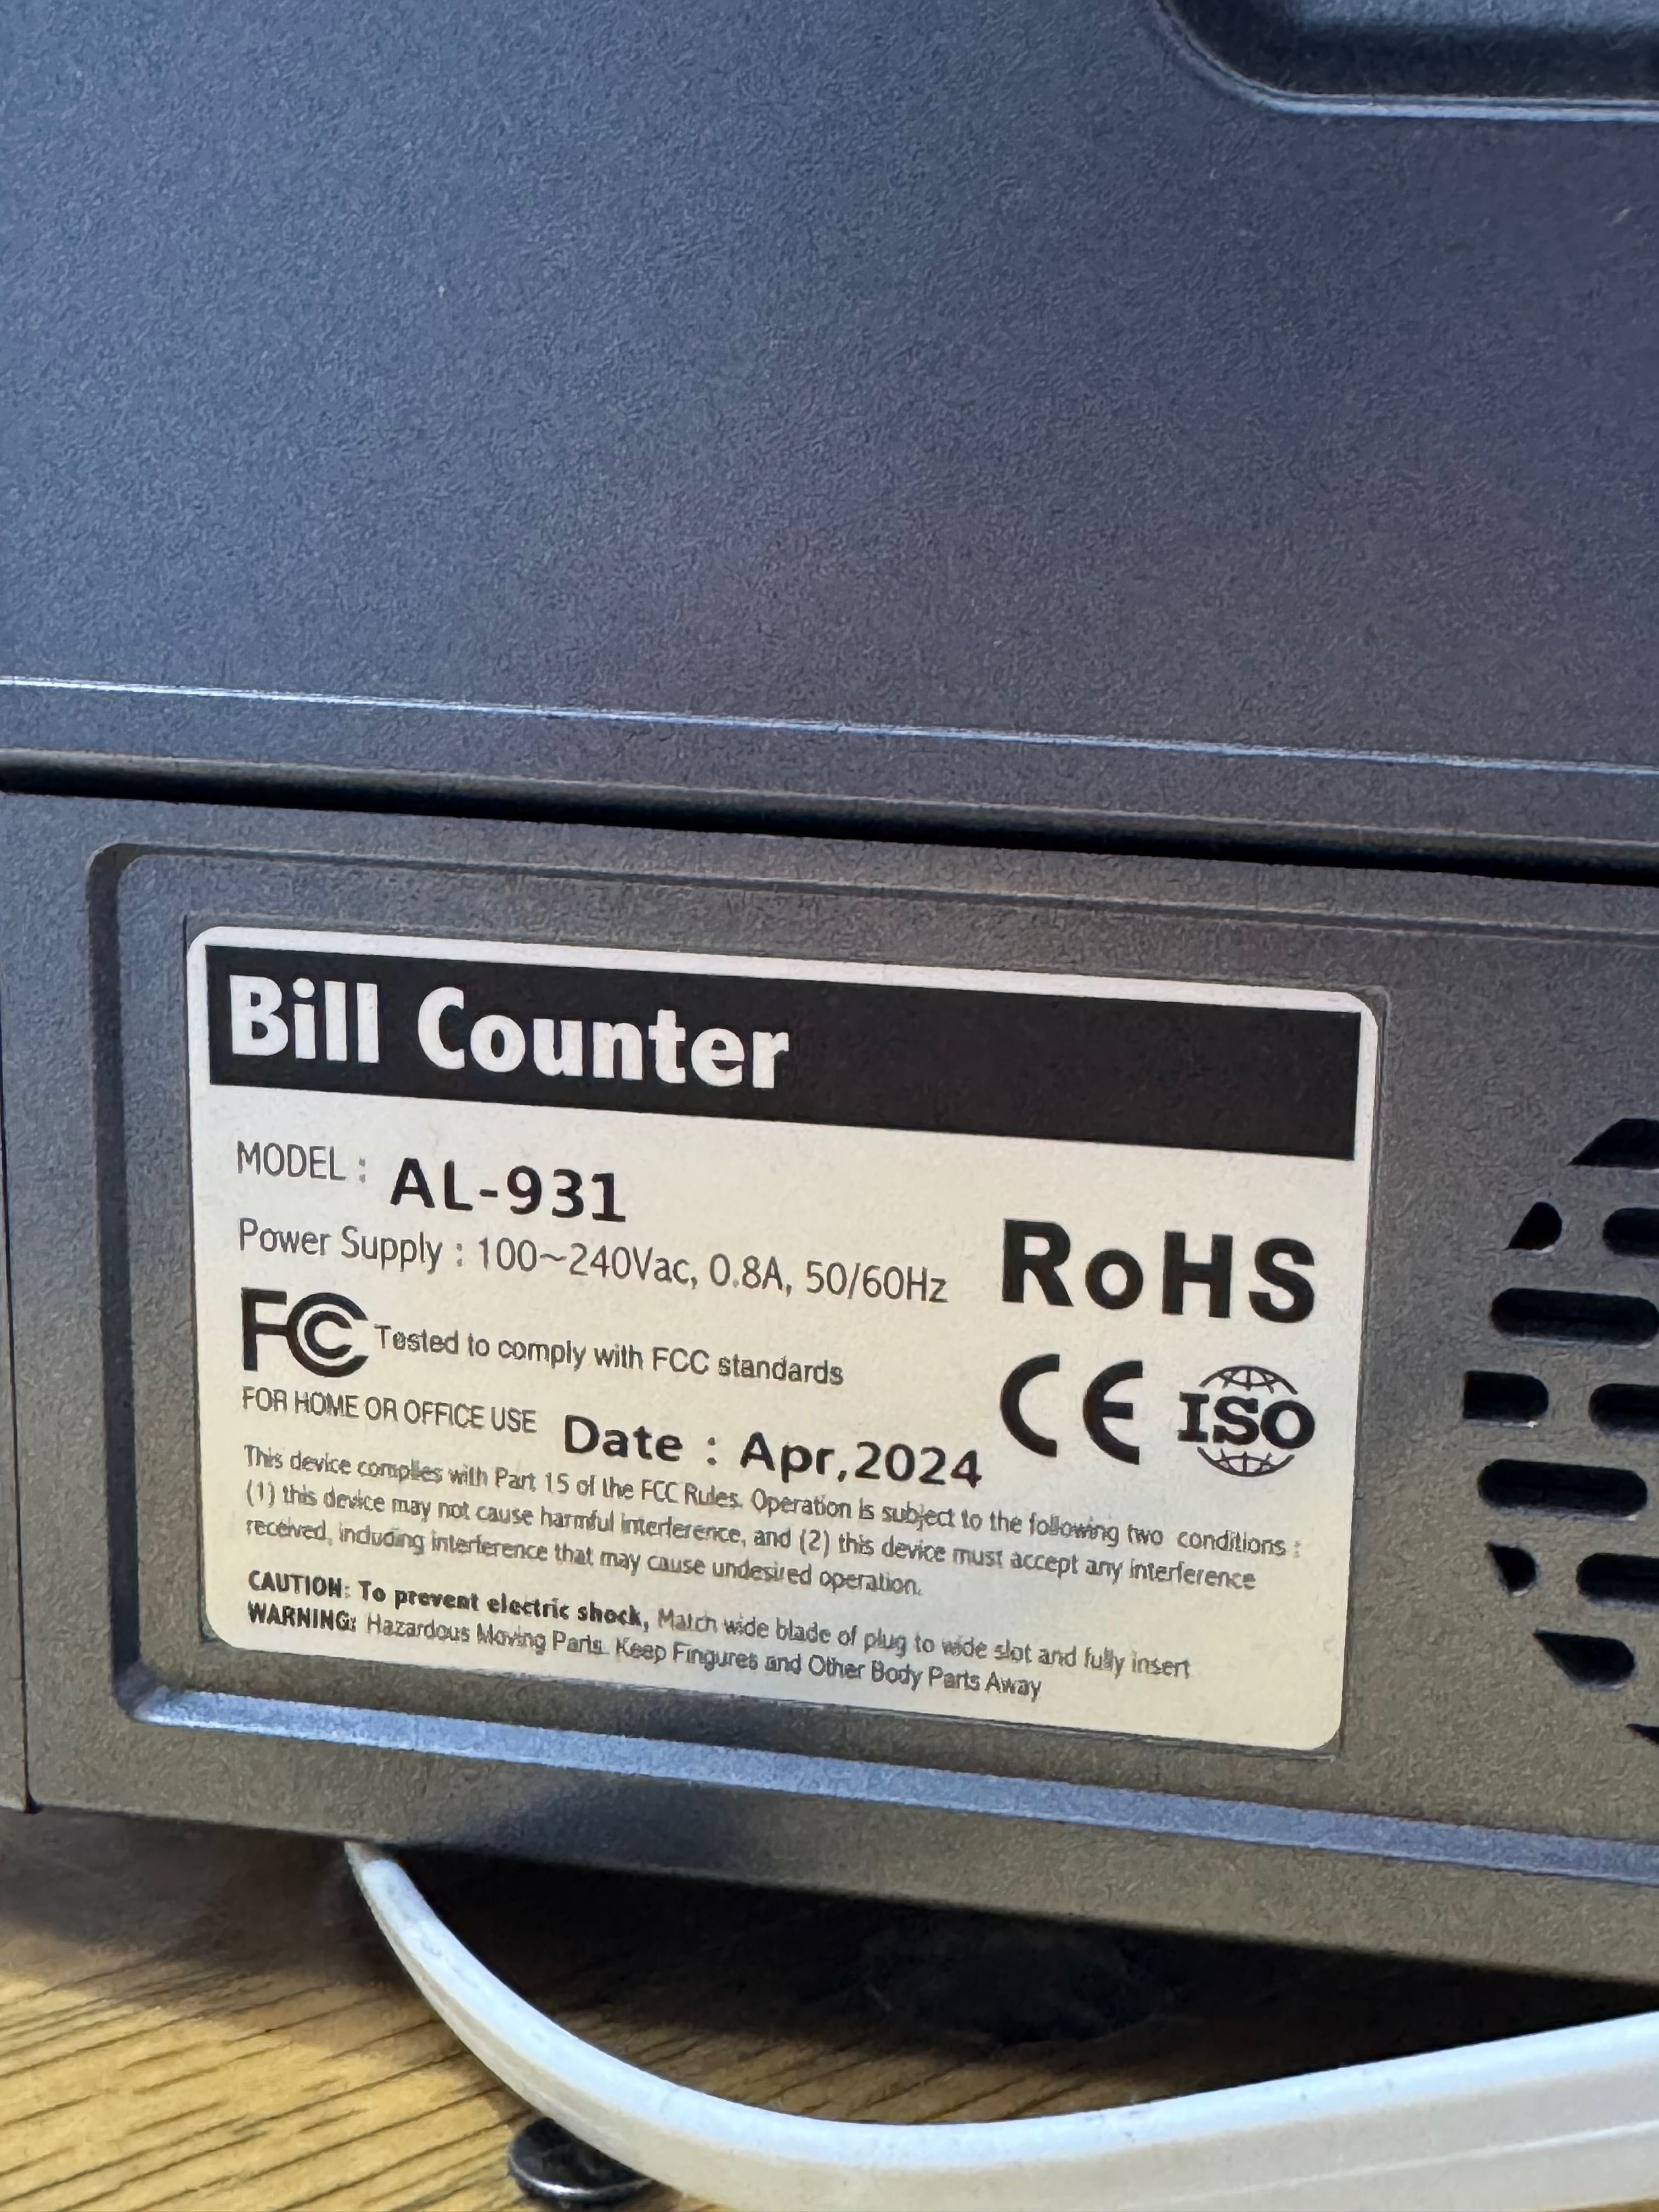 Bill Counter
MODEL : AL-931
Power Supply : 100~240Vac, 0.8A, 50/60Hz
RoHS
FC Tested to comply with FCC standards
CE ISO
FOR HOME OR OFFICE USE Date : Apr,2024
This device complies with Part 15 of the FCC Rules. Operation is subject to the following two conditions :
(1) this device may not cause harmful interference, and (2) this device must accept any interference
received, including interference that may cause undesired operation.
CAUTION: To prevent electric shock, Match wide blade of plug to wide slot and fully insert
WARNING: Hazardous Moving Parts. Keep Fingures and Other Body Parts Away